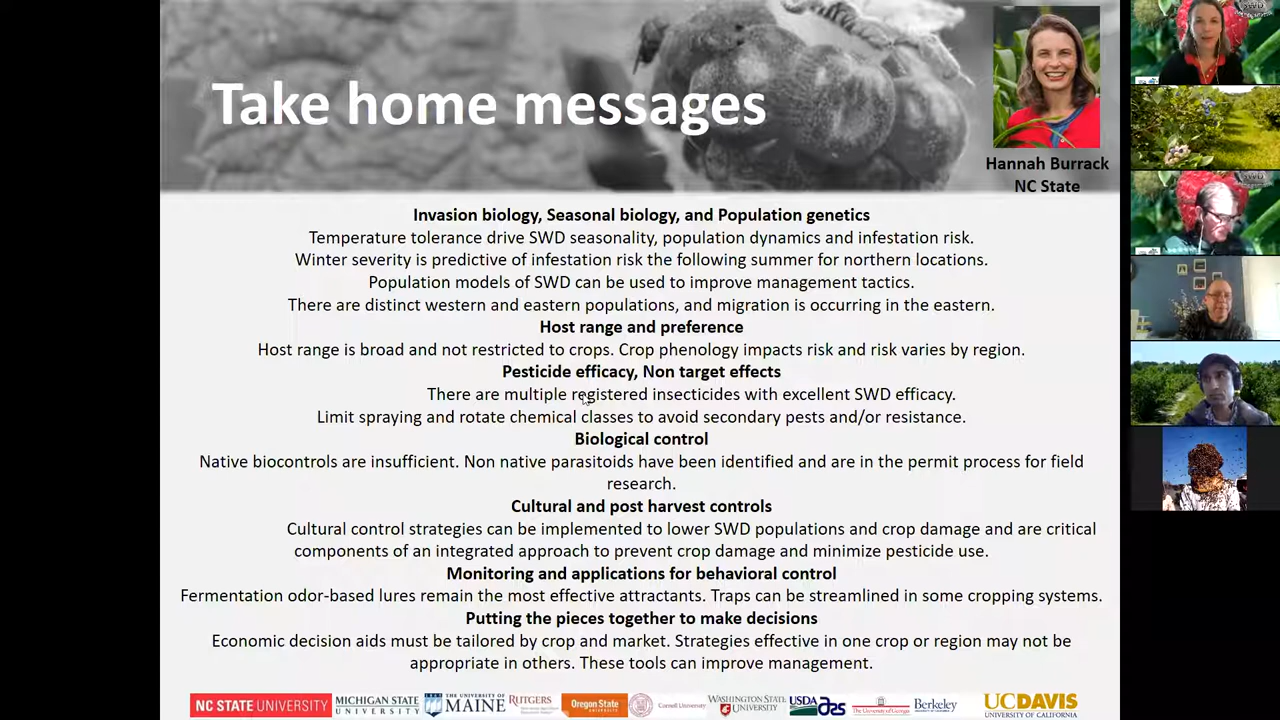 Take home messages
Hannah Burrack
NC State
Invasion biology, Seasonal biology, and Population genetics
Temperature tolerance drive SWD seasonality, population dynamics and infestation risk.
Winter severity is predictive of infestation risk the following summer for northern locations.
Population models of SWD can be used to improve management tactics.
There are distinct western and eastern populations, and migration is occurring in the eastern.
Host range and preference
Host range is broad and not restricted to crops. Crop phenology impacts risk and risk varies by region.
Pesticide efficacy, Non target effects
There are multiple registered insecticides with excellent SWD efficacy.
Limit spraying and rotate chemical classes to avoid secondary pests and/or resistance.
Biological control
Native biocontrols are insufficient. Non native parasitoids have been identified and are in the permit process for field
research.
Cultural and post harvest controls
Cultural control strategies can be implemented to lower SWD populations and crop damage and are critical
components of an integrated approach to prevent crop damage and minimize pesticide use.
Monitoring and applications for behavioral control
Fermentation odor-based lures remain the most effective attractants. Traps can be streamlined in some cropping systems.
Putting the pieces together to make decisions
Economic decision aids must be tailored by crop and market. Strategies effective in one crop or region may not be
appropriate in others. These tools can improve management.
NC STATE UNIVERSITY
MICHIGAN STATE
UNIVERSITY
THE UNIVERSITY OF
MAINE
RUTGERS
Oregon State
Cornell University
WASHINGTON STATE
UNIVERSITY
USDA
The University of Georgia
Berkeley
UCDAVIS
UNIVERSITY OF CALIFORNIA